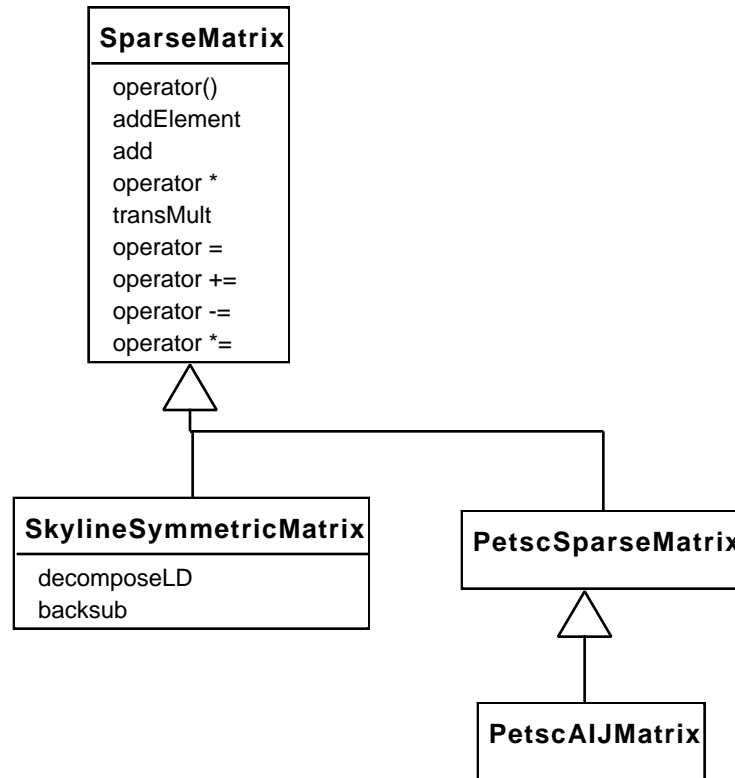 SparseMatrix
operator()
addElement
add
operator *
transMult
operator =
operator +=
operator -=
operator *=
SkylineSymmetricMatrix
decomposeLD
backsub
PetscSparseMatrix
PetscAIJMatrix